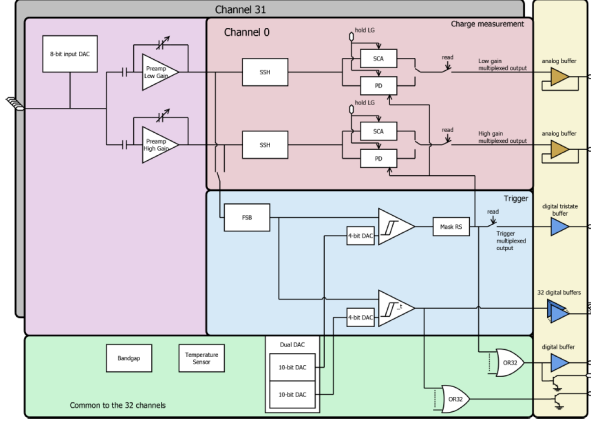 Channel 31
Channel 0
Charge measurement
8-bit input DAC
Preamp
Low Gain
SSH
hold LG
SCA
PD
read
Low gain
multiplexed output
analog buffer
Preamp
High Gain
SSH
hold LG
SCA
PD
read
High gain
multiplexed output
analog buffer
Trigger
FSB
4-bit DAC
Mask RS
read
Trigger
multiplexed
output
digital tristate
buffer
4-bit DAC
32 digital buffers
Dual DAC
10-bit DAC
10-bit DAC
Bandgap
Temperature
Sensor
OR32
OR32
digital buffer
Common to the 32 channels